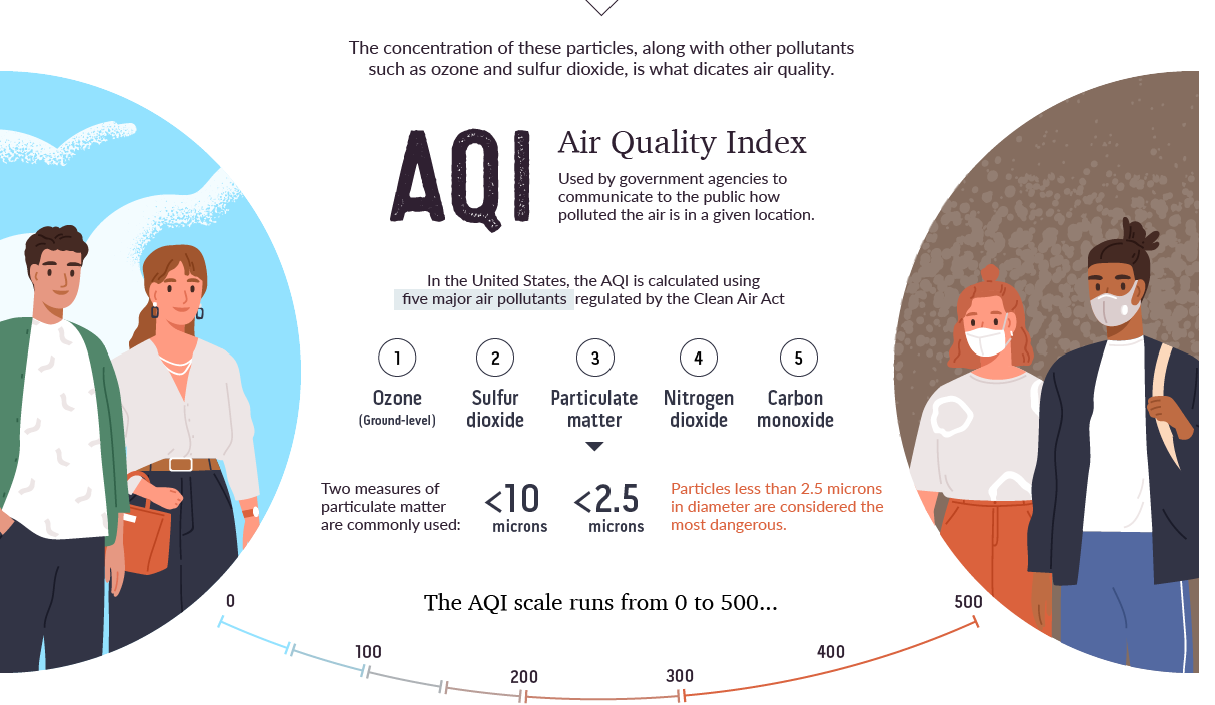 The concentration of these particles, along with other pollutants
such as ozone and sulfur dioxide, is what dicates air quality.
AQI
Air Quality Index
Used by government agencies to
communicate to the public how
polluted the air is in a given location.
In the United States, the AQI is calculated using
five major air pollutants regulated by the Clean Air Act
1 2 3 4 5
Ozone Sulfur Particulate Nitrogen Carbon
(Ground-level) dioxide matter dioxide monoxide
Two measures of
particulate matter
are commonly used:
<10 <2.5
microns microns
Particles less than 2.5 microns
in diameter are considered the
most dangerous.
The AQI scale runs from 0 to 500...
0 100 200 300 400 500